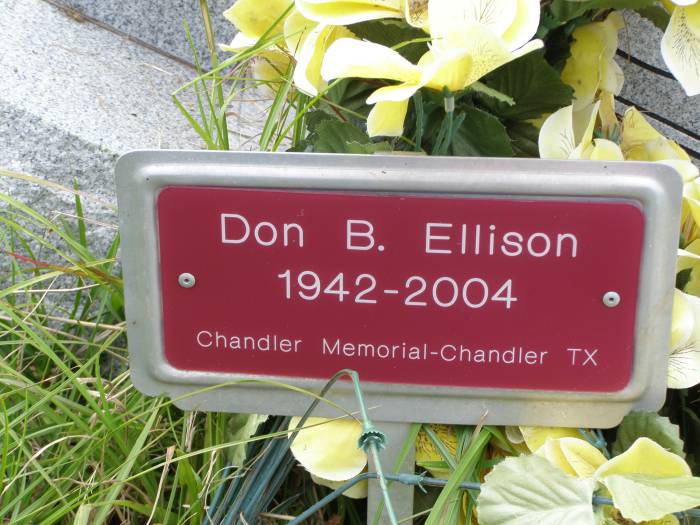 Don B. Ellison
1942-2004
Chandler Memorial-Chandler TX